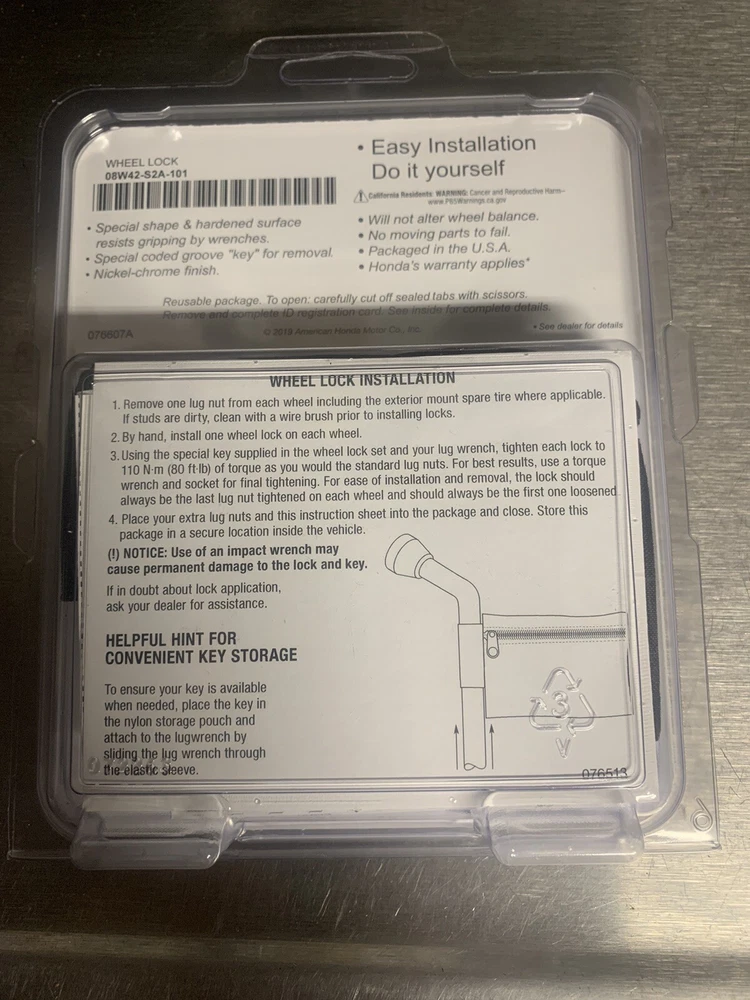 WHEEL LOCK
08W42-S2A-101
• Special shape & hardened surface
resists gripping by wrenches.
• Special coded groove "key" for removal.
• Nickel-chrome finish.
• Easy Installation
Do it yourself
California Residents WARNING: Cancer and Reproductive Harm–
www.P65Warnings.ca.gov
• Will not alter wheel balance.
• No moving parts to fail.
• Packaged in the U.S.A.
• Honda's warranty applies*
Reusable package. To open: carefully cut off sealed tabs with scissors.
Remove and complete ID registration card. See inside for complete details.
076607A
© 2019 American Honda Motor Co., Inc.
• See dealer for details
WHEEL LOCK INSTALLATION
1. Remove one lug nut from each wheel including the exterior mount spare tire where applicable.
If studs are dirty, clean with a wire brush prior to installing locks.
2. By hand, install one wheel lock on each wheel.
3. Using the special key supplied in the wheel lock set and your lug wrench, tighten each lock to
110 N·m (80 ft·lb) of torque as you would the standard lug nuts. For best results, use a torque
wrench and socket for final tightening. For ease of installation and removal, the lock should
always be the last lug nut tightened on each wheel and should always be the first one loosened.
4. Place your extra lug nuts and this instruction sheet into the package and close. Store this
package in a secure location inside the vehicle.
(!) NOTICE: Use of an impact wrench may
cause permanent damage to the lock and key.
If in doubt about lock application,
ask your dealer for assistance.
HELPFUL HINT FOR
CONVENIENT KEY STORAGE
To ensure your key is available
when needed, place the key in
the nylon storage pouch and
attach to the lugwrench by
sliding the lug wrench through
the elastic sleeve.
3
V
076513